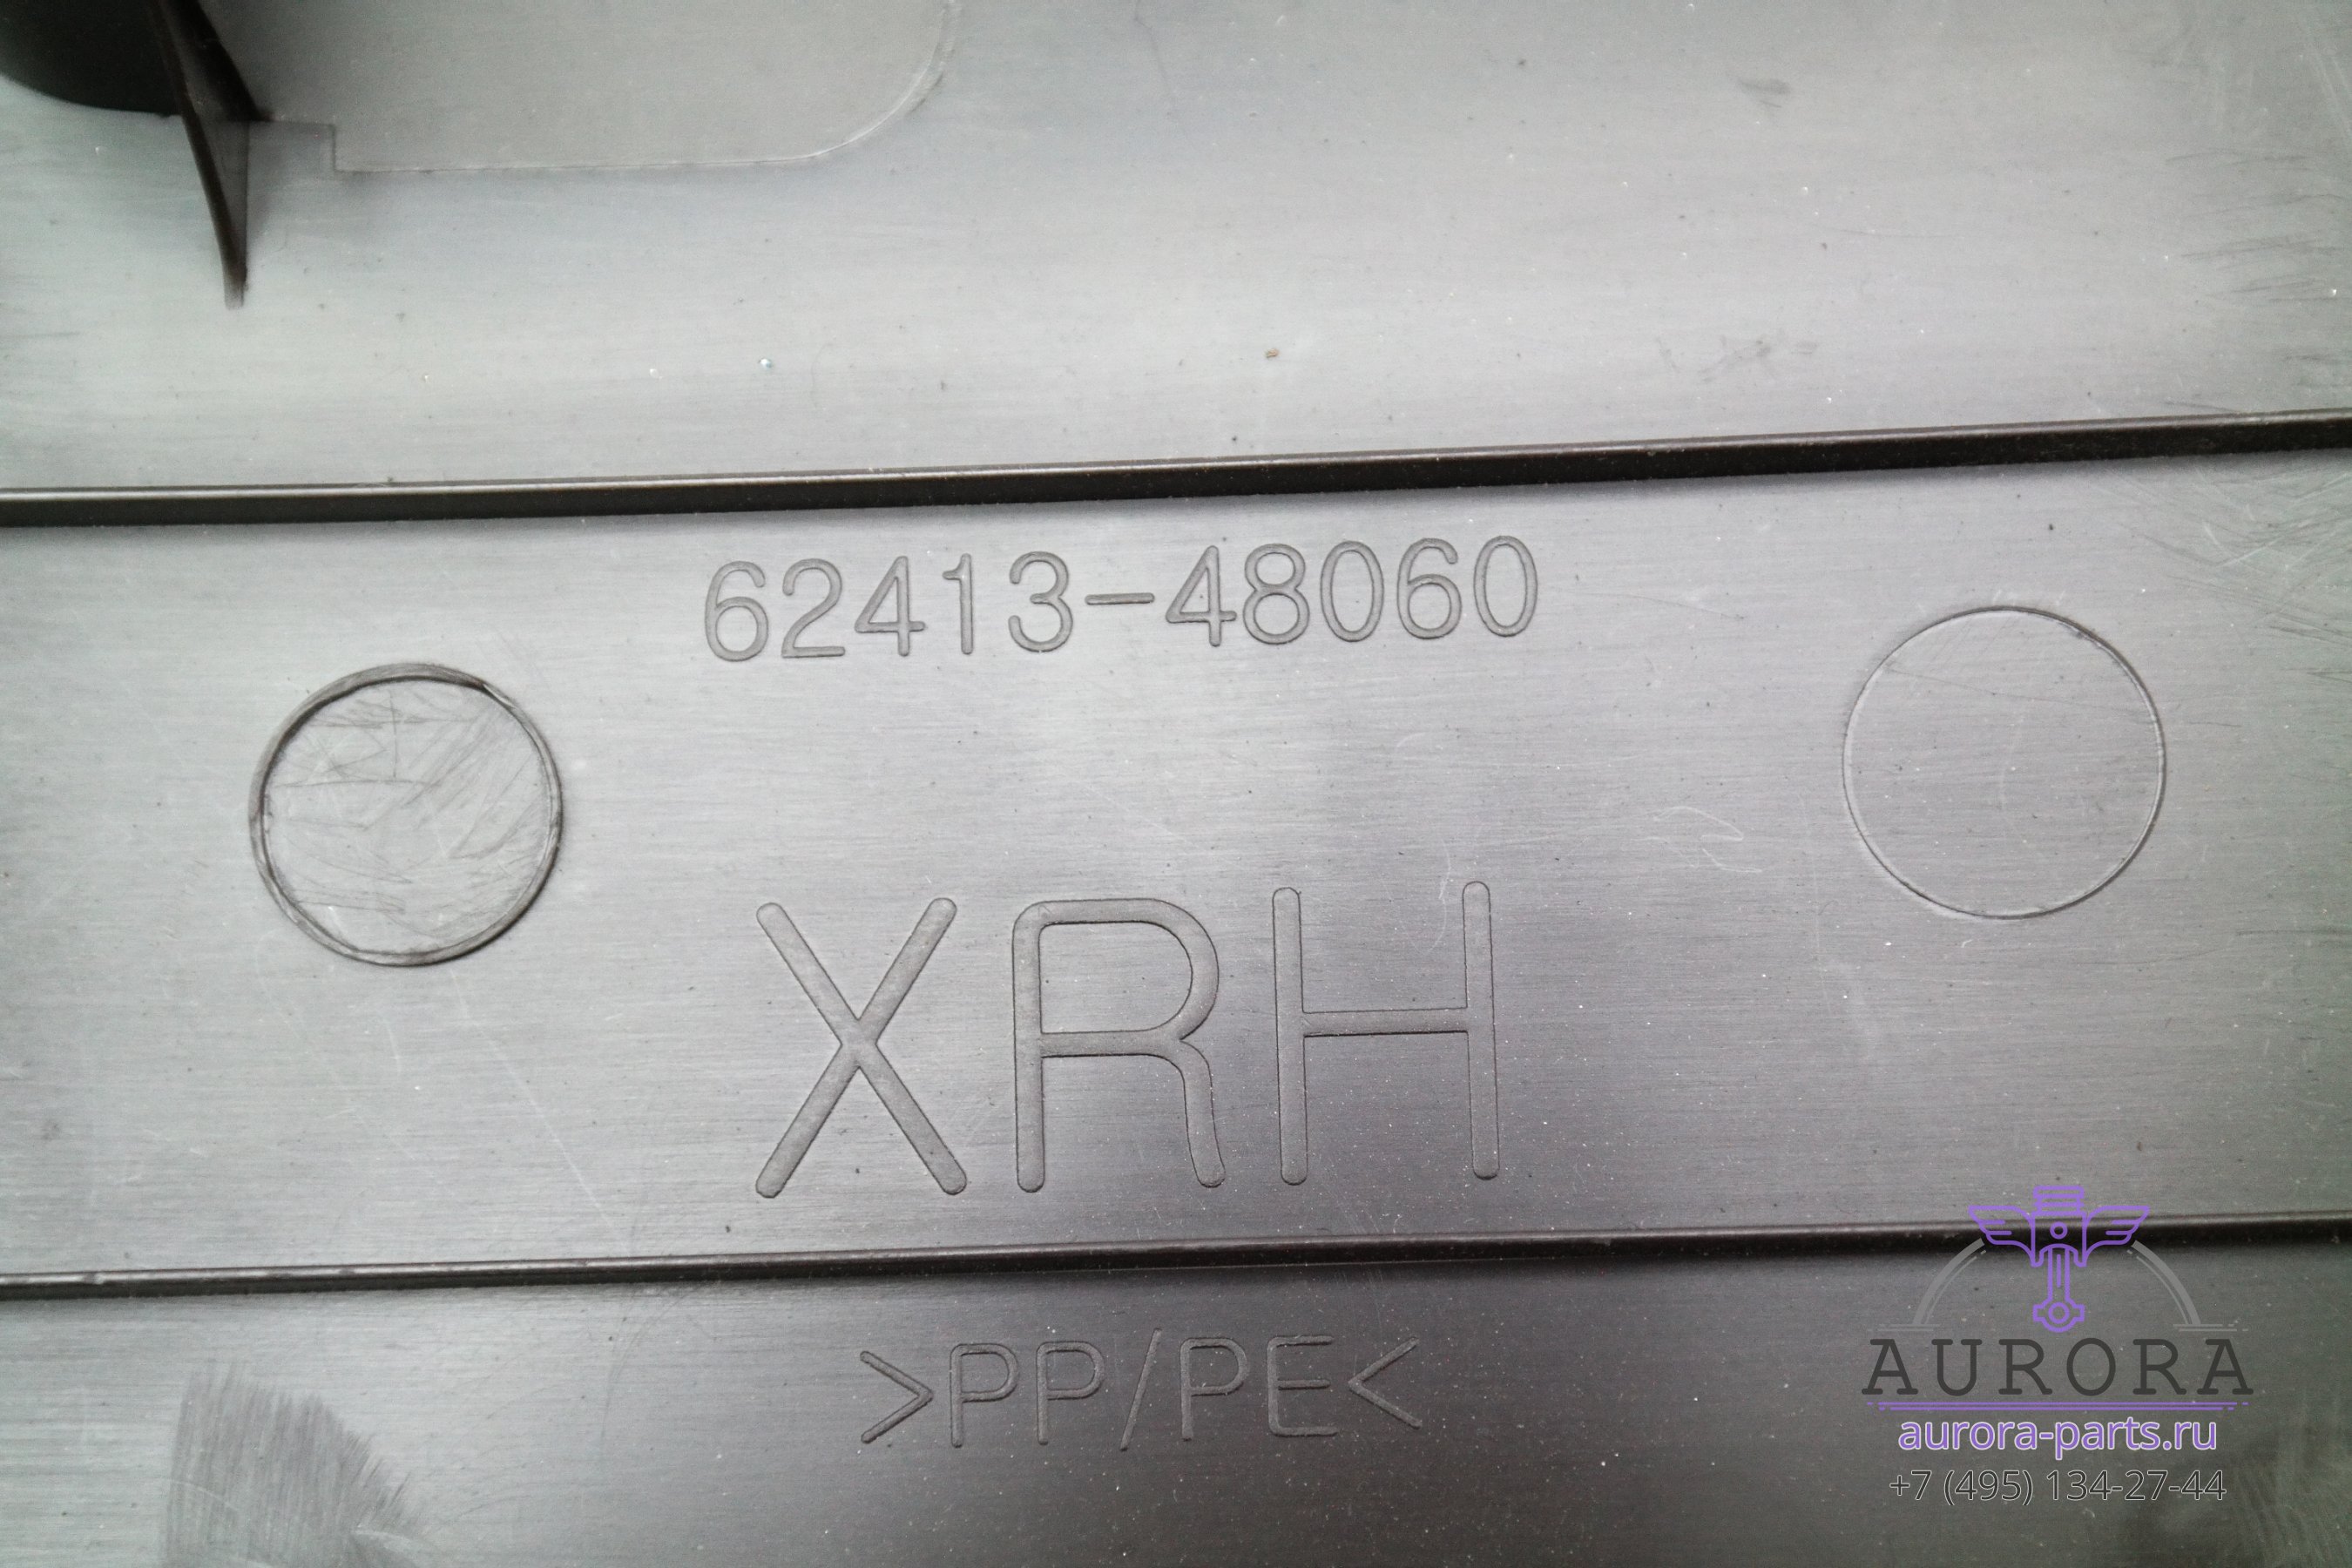 62413-48060
XRH
>PP/PE<
AURORA
aurora-parts.ru
+7 (495) 134-27-44